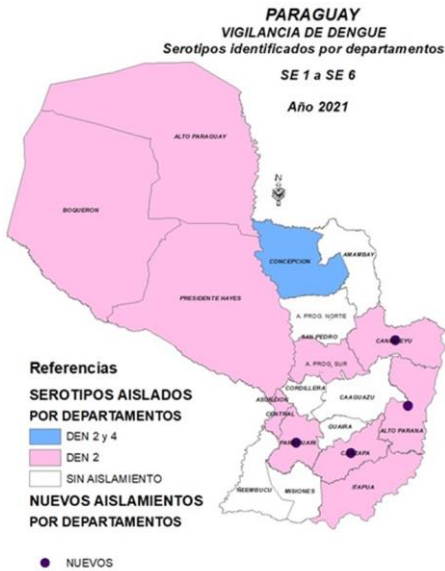 PARAGUAY
VIGILANCIA DE DENGUE
Serotipos identificados por departamentos
SE 1 a SE 6
Año 2021
ALTO PARAGUAY
BOQUERON
N
CONCEPCION
AMAMBAY
PRESIDENTE HAYES
A. PROG. NORTE
SAN PEDRO
CANINDEYU
A. PROG. SUR
CORDILLERA
ASUNCION
CENTRAL
CAAGUAZU
GUAIRA
ALTO PARANA
PARAGUARI
CAAZAPA
ÑEEMBUCU
MISIONES
ITAPUA
Referencias
SEROTIPOS AISLADOS
POR DEPARTAMENTOS
DEN 2 y 4
DEN 2
SIN AISLAMIENTO
NUEVOS AISLAMIENTOS
POR DEPARTAMENTOS
NUEVOS